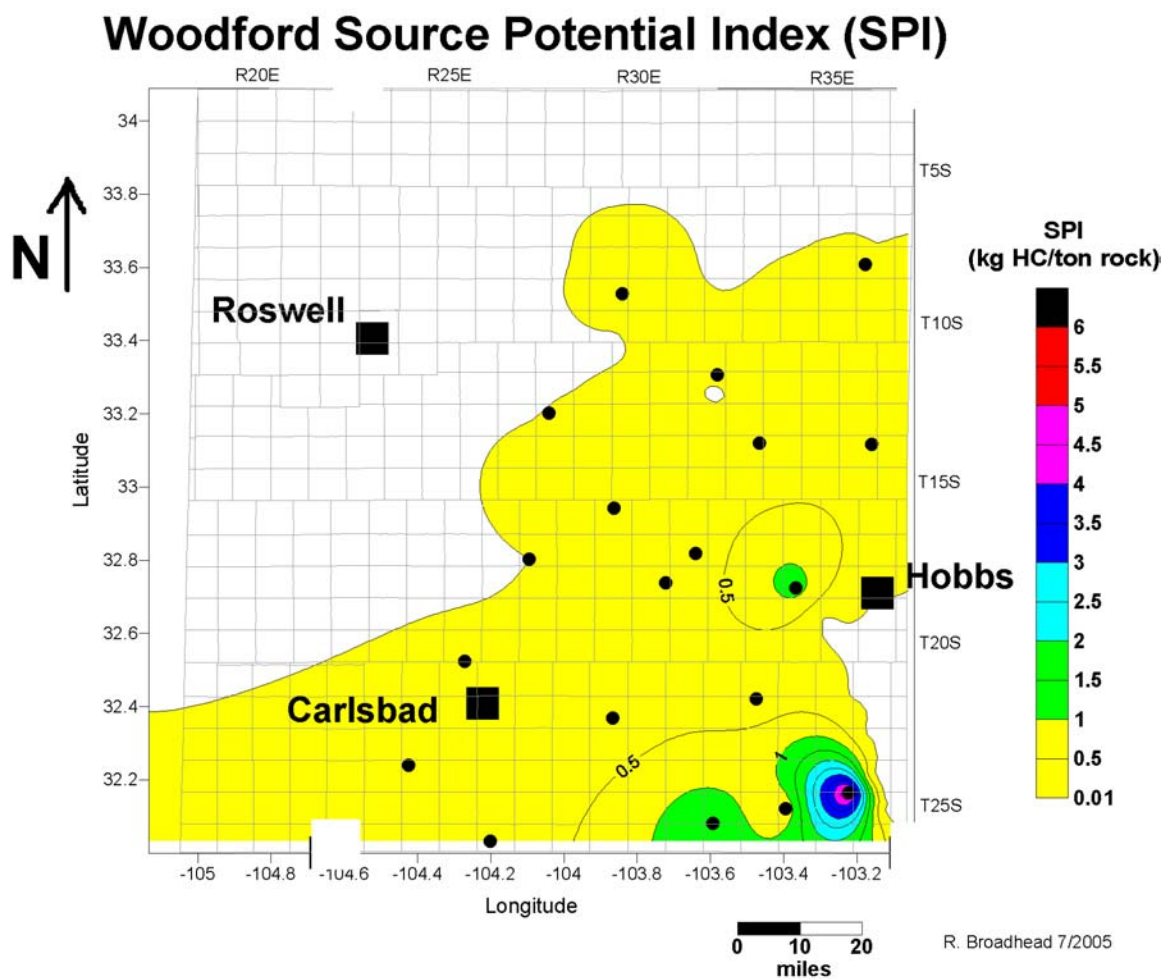 Woodford Source Potential Index (SPI)
R20E R25E R30E R35E
34
33.8
33.6
33.4
33.2
33
32.8
32.6
32.4
32.2
Latitude
N
Roswell
Hobbs
Carlsbad
0.5
0.5
1
T5S
T10S
T15S
T20S
T25S
SPI
(kg HC/ton rock)
6
5.5
5
4.5
4
3.5
3
2.5
2
1.5
1
0.5
0.01
-105 -104.8 -104.6 -104.4 -104.2 -104 -103.8 -103.6 -103.4 -103.2
Longitude
0 10 20
miles
R. Broadhead 7/2005